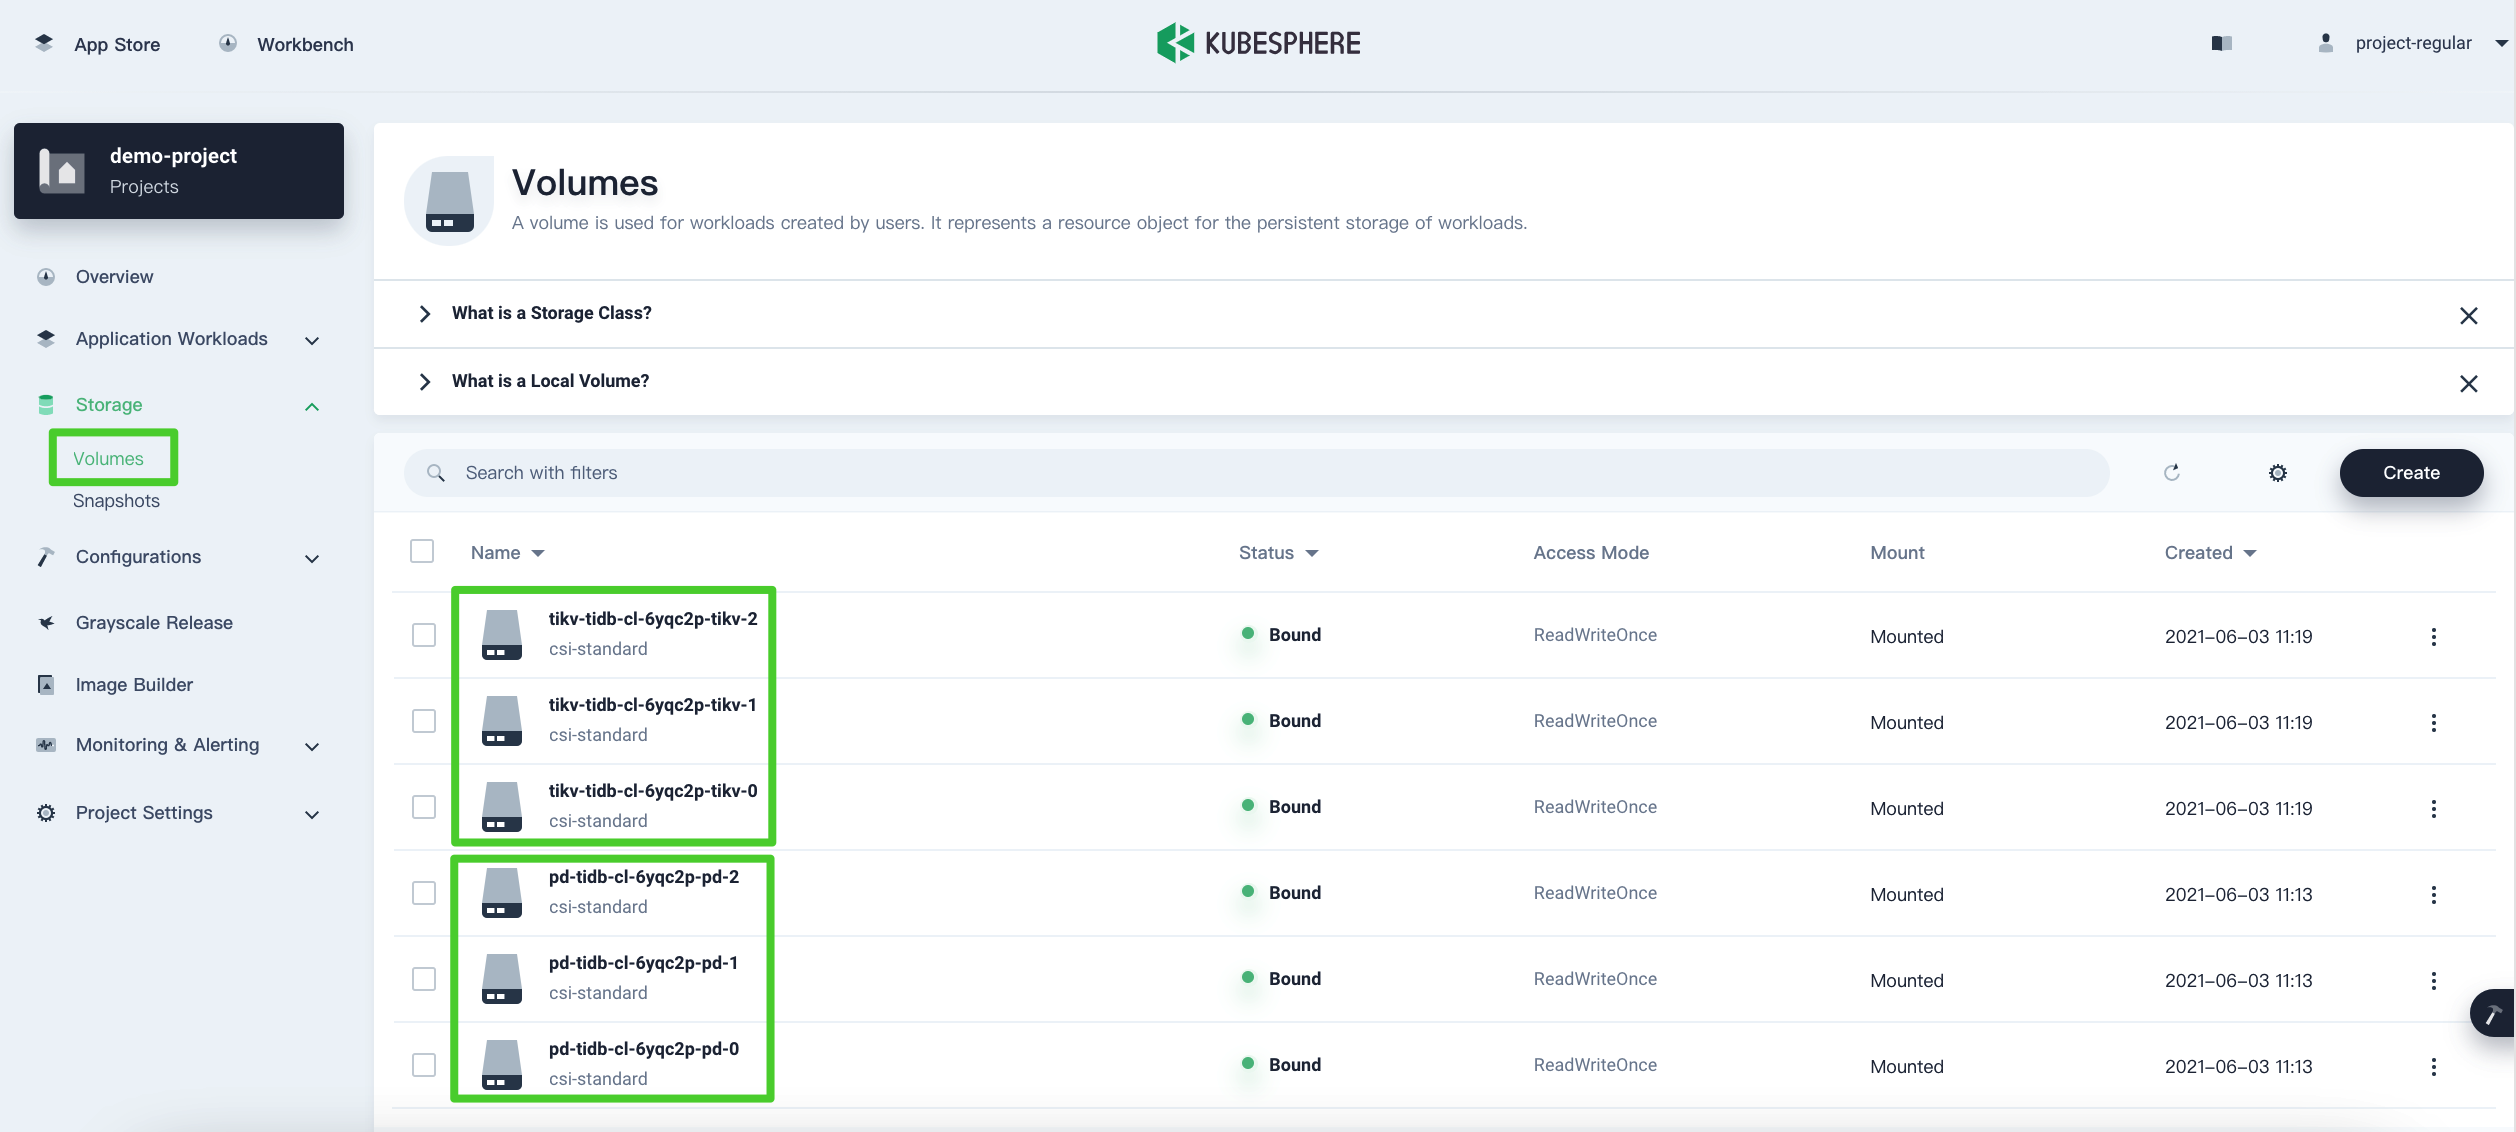 App Store
Workbench
KUBESPHERE
project-regular
demo-project
Projects
Overview
Application Workloads
Storage
Volumes
Snapshots
Configurations
Grayscale Release
Image Builder
Monitoring & Alerting
Project Settings
Volumes
A volume is used for workloads created by users. It represents a resource object for the persistent storage of workloads.
What is a Storage Class?
What is a Local Volume?
Search with filters
Create
Name Status Access Mode Mount Created
tikv-tidb-cl-6yqc2p-tikv-2
csi-standard
Bound ReadWriteOnce Mounted 2021-06-03 11:19
tikv-tidb-cl-6yqc2p-tikv-1
csi-standard
Bound ReadWriteOnce Mounted 2021-06-03 11:19
tikv-tidb-cl-6yqc2p-tikv-0
csi-standard
Bound ReadWriteOnce Mounted 2021-06-03 11:19
pd-tidb-cl-6yqc2p-pd-2
csi-standard
Bound ReadWriteOnce Mounted 2021-06-03 11:13
pd-tidb-cl-6yqc2p-pd-1
csi-standard
Bound ReadWriteOnce Mounted 2021-06-03 11:13
pd-tidb-cl-6yqc2p-pd-0
csi-standard
Bound ReadWriteOnce Mounted 2021-06-03 11:13